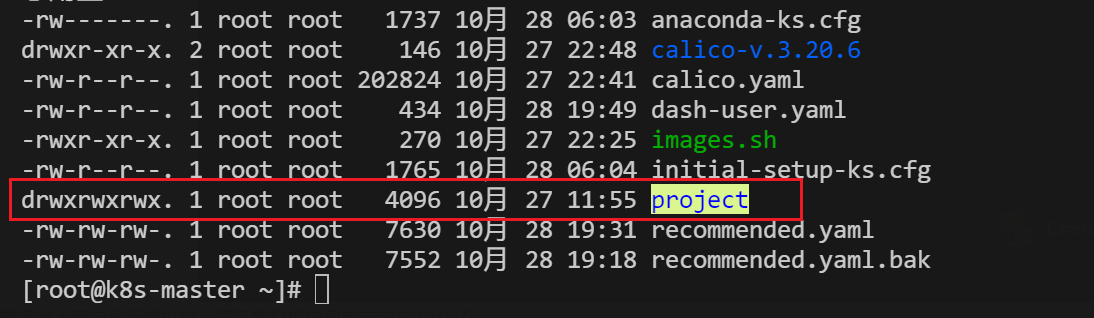 -rw-------. 1 root root   1737 10月 28 06:03 anaconda-ks.cfg
drwxr-xr-x. 2 root root    146 10月 27 22:48 calico-v.3.20.6
-rw-r--r--. 1 root root 202824 10月 27 22:41 calico.yaml
-rw-r--r--. 1 root root    434 10月 28 19:49 dash-user.yaml
-rwxr-xr-x. 1 root root    270 10月 27 22:25 images.sh
-rw-r--r--. 1 root root   1765 10月 28 06:04 initial-setup-ks.cfg
drwxrwxrwx. 1 root root   4096 10月 27 11:55 project
-rw-rw-rw-. 1 root root   7630 10月 28 19:31 recommended.yaml
-rw-rw-rw-. 1 root root   7552 10月 28 19:18 recommended.yaml.bak
[root@k8s-master ~]#